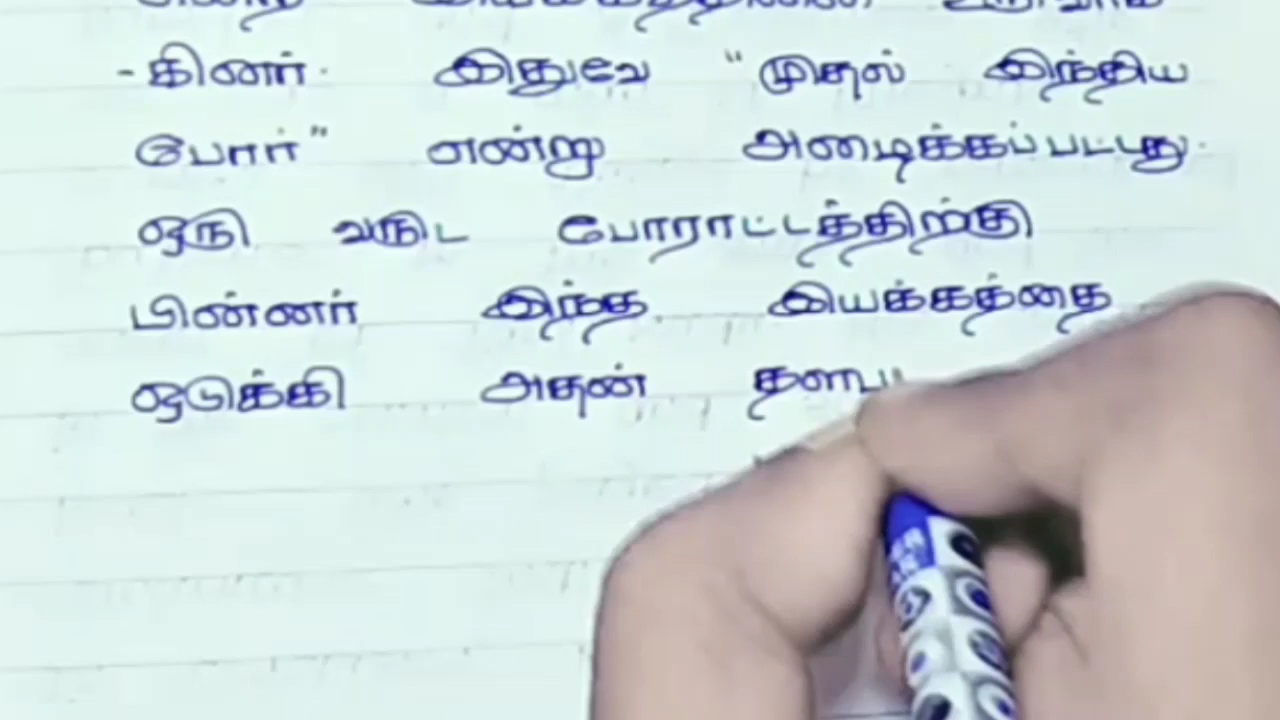 -கினர். இதுவே "முதல் இந்திய
போர்" என்று அழைக்கப்பட்டது.
ஒரு வருட போராட்டத்திற்கு
பின்னர் இந்த இயக்கத்தை
ஒடுக்கி அதன்